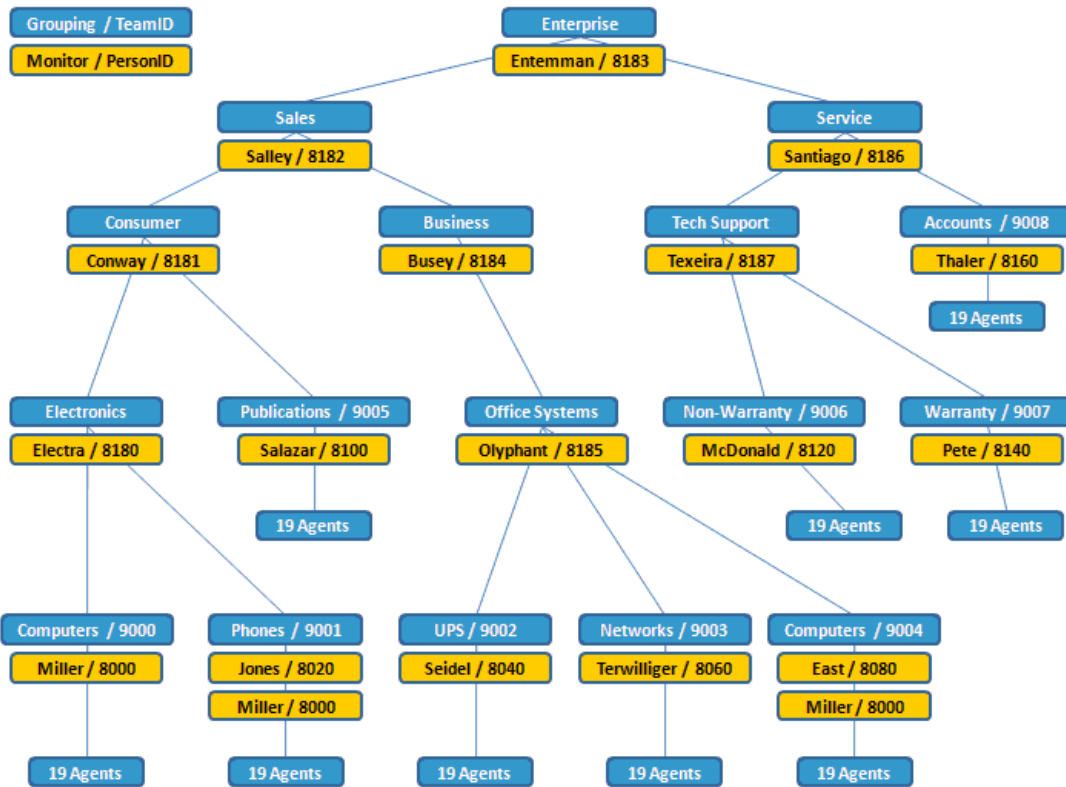 Grouping / TeamID
Enterprise
Monitor / PersonID
Entemman / 8183
Sales
Service
Salley / 8182
Santiago / 8186
Consumer
Business
Tech Support
Accounts / 9008
Conway / 8181
Busey / 8184
Texeira / 8187
Thaler / 8160
19 Agents
Electronics
Publications / 9005
Office Systems
Non-Warranty / 9006
Warranty / 9007
Electra / 8180
Salazar / 8100
Olyphant / 8185
McDonald / 8120
Pete / 8140
19 Agents
19 Agents
19 Agents
Computers / 9000
Phones / 9001
UPS / 9002
Networks / 9003
Computers / 9004
Miller / 8000
Jones / 8020
Seidel / 8040
Terwilliger / 8060
East / 8080
Miller / 8000
Miller / 8000
19 Agents
19 Agents
19 Agents
19 Agents
19 Agents